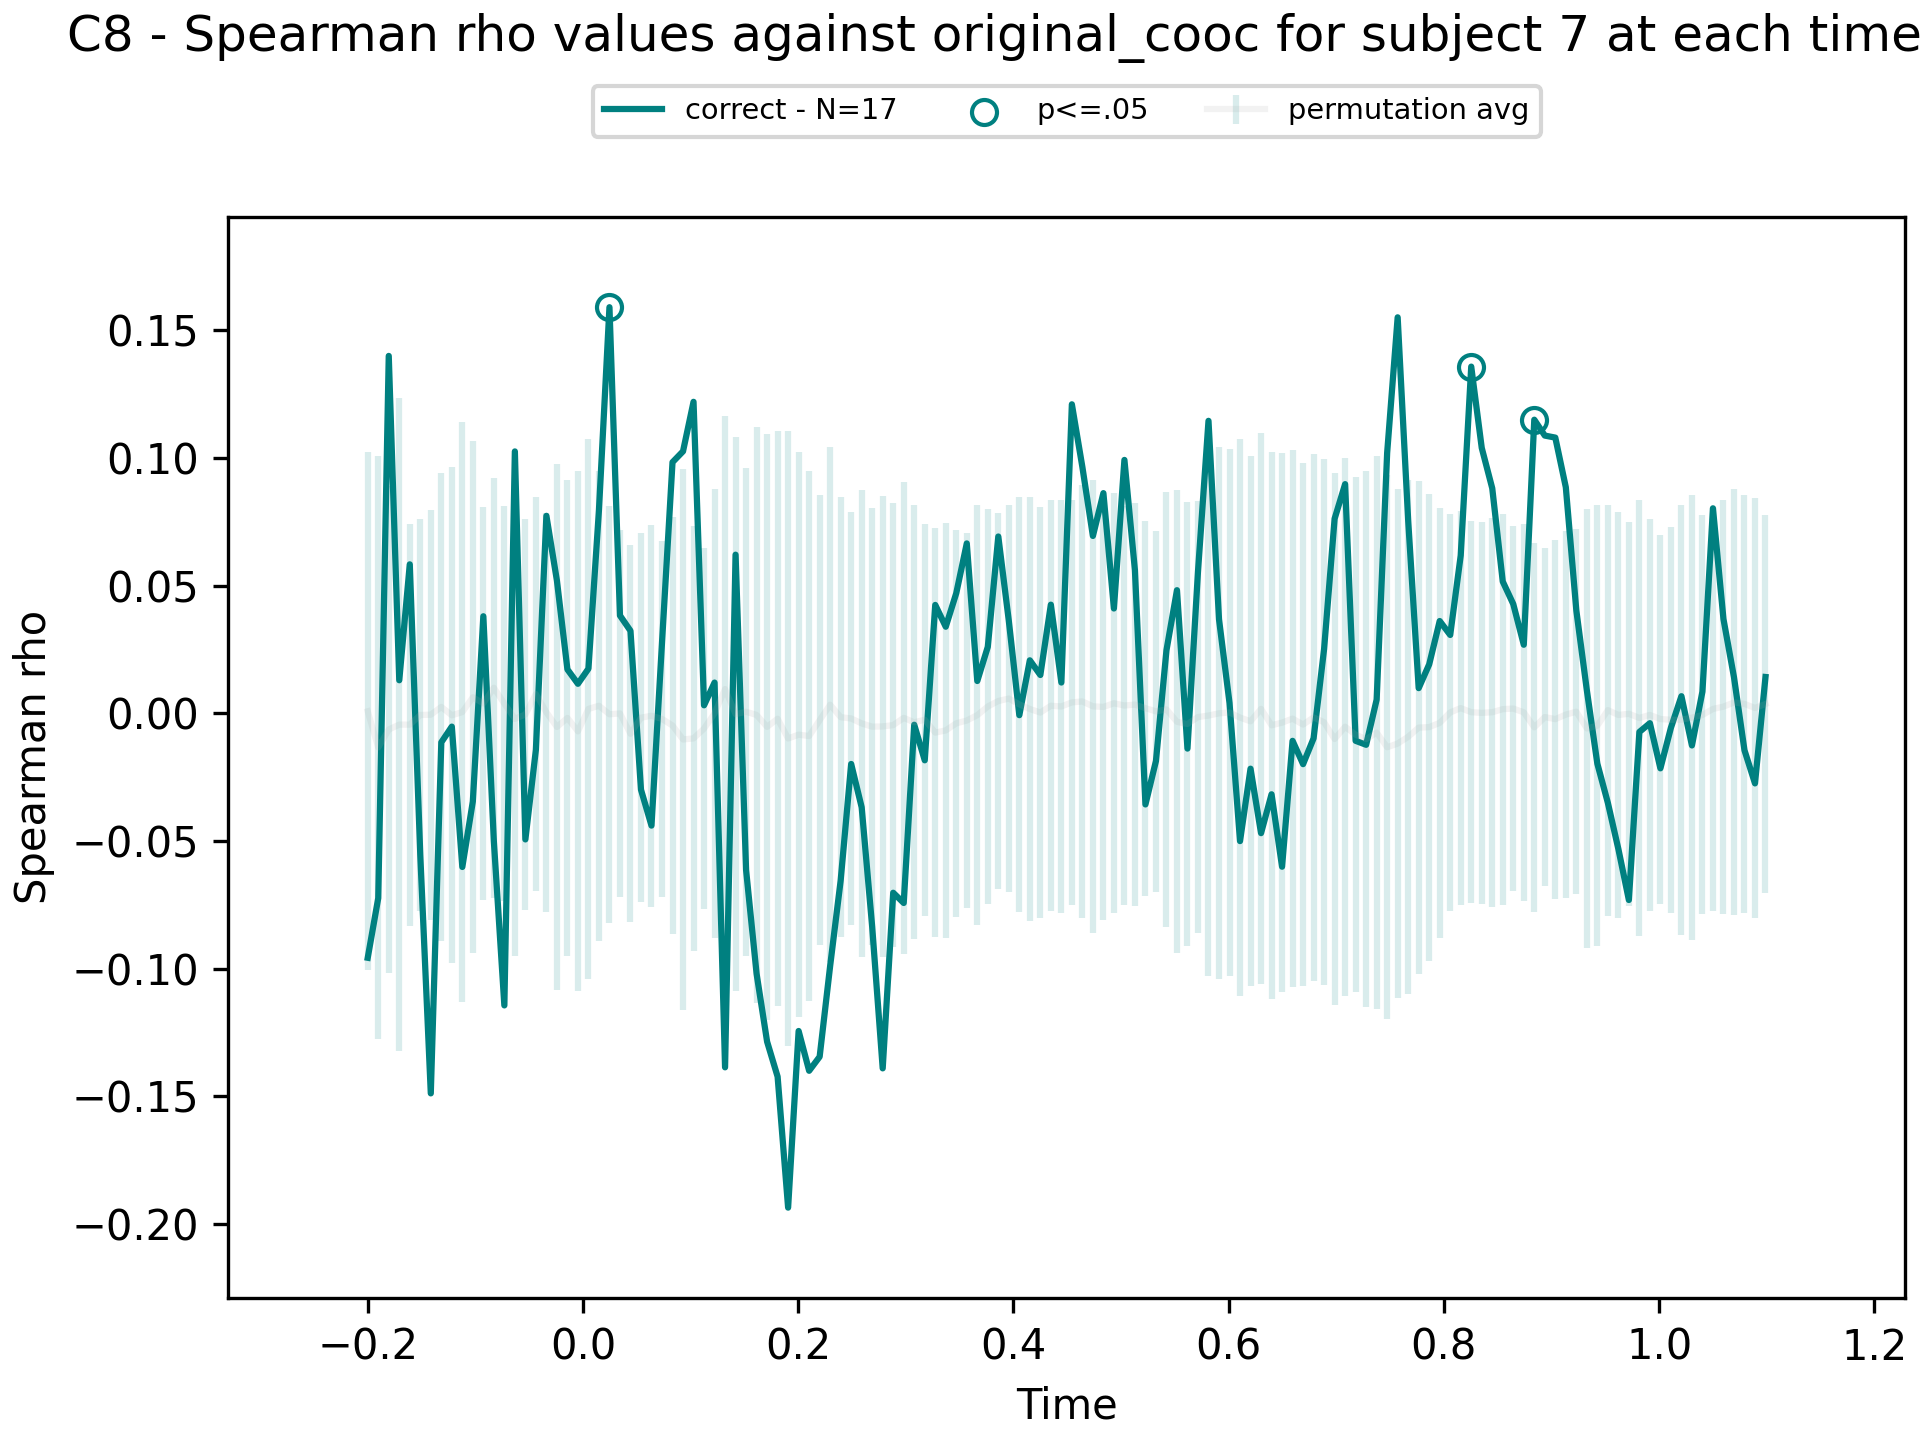 C8 - Spearman rho values against original_cooc for subject 7 at each time
correct - N=17 p<=.05 permutation avg
Spearman rho
0.15
0.10
0.05
0.00
−0.05
−0.10
−0.15
−0.20
−0.2 0.0 0.2 0.4 0.6 0.8 1.0 1.2
Time